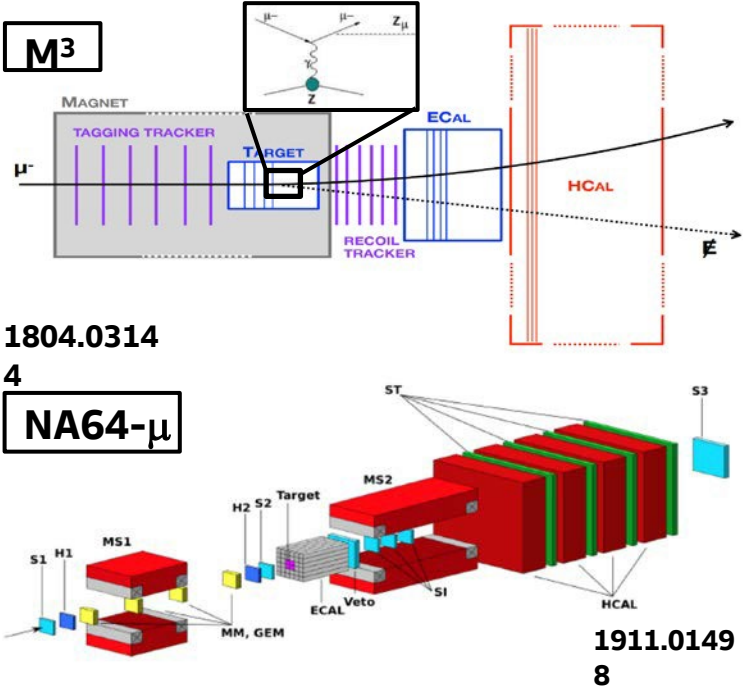 M³
μ-
μ-
Zμ
γ
Z
MAGNET
TAGGING TRACKER
TARGET
ECAL
μ-
HCAL
RECOIL
TRACKER
E̸
1804.0314
4
NA64-μ
ST
S3
MS2
H2
S2
Target
MS1
S1
H1
MM, GEM
ECAL
Veto
SI
HCAL
1911.0149
8